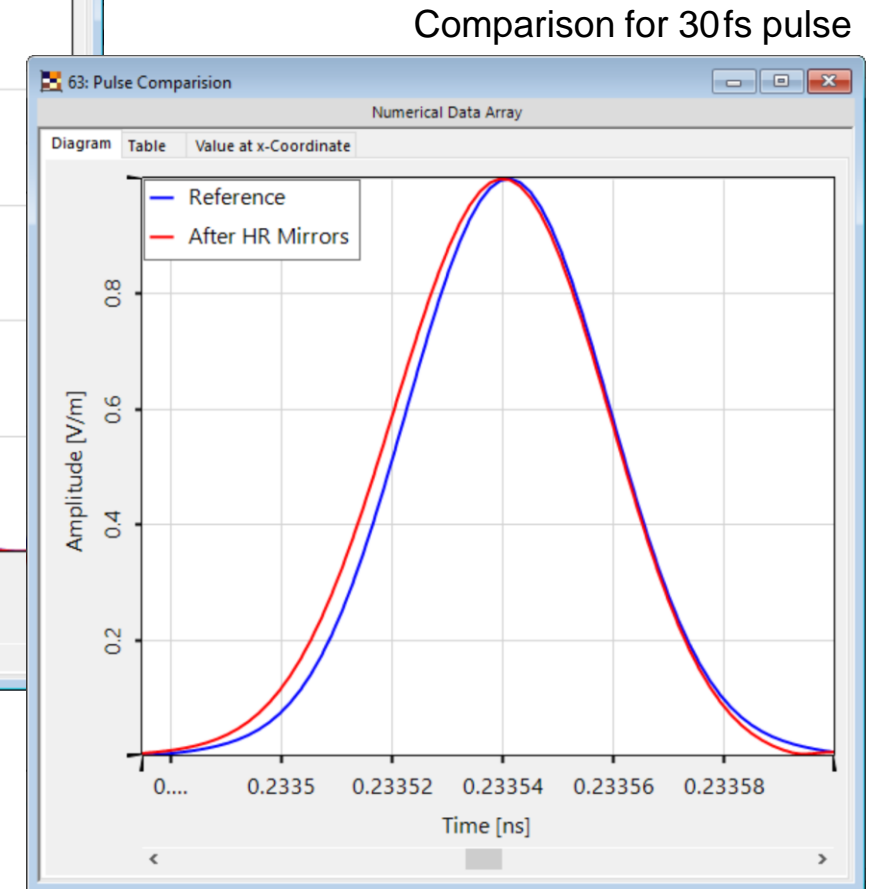 Comparison for 30fs pulse
63: Pulse Comparision
Numerical Data Array
Diagram Table Value at x-Coordinate
Reference
After HR Mirrors
0.8
0.6
0.4
0.2
Amplitude [V/m]
0.... 0.2335 0.23352 0.23354 0.23356 0.23358
Time [ns]